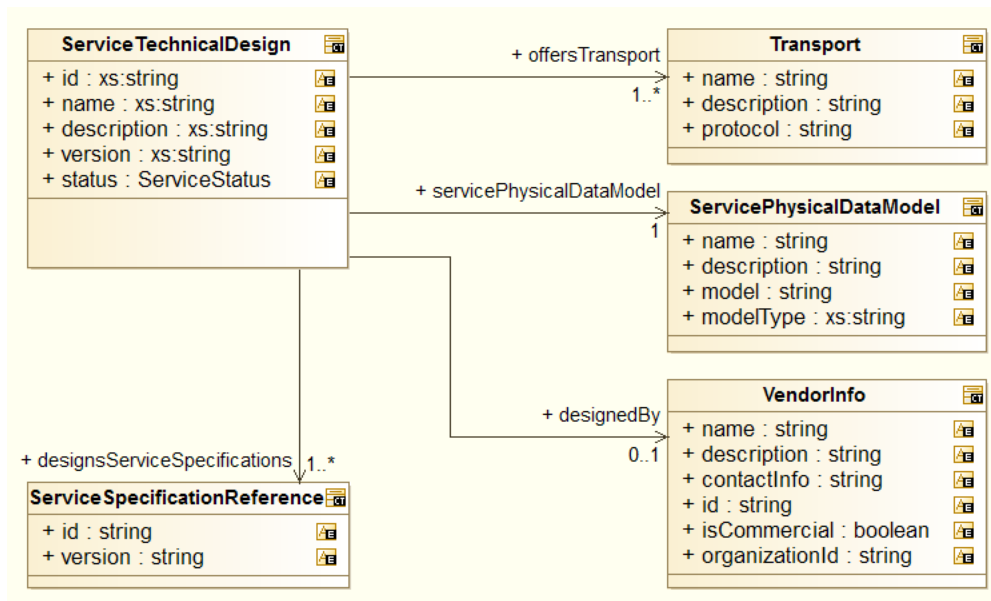 ServiceTechnicalDesign
+ id : xs:string
+ name : xs:string
+ description : xs:string
+ version : xs:string
+ status : ServiceStatus
+ offersTransport
1..*
Transport
+ name : string
+ description : string
+ protocol : string
+ servicePhysicalDataModel
1
ServicePhysicalDataModel
+ name : string
+ description : string
+ model : string
+ modelType : xs:string
+ designedBy
0..1
VendorInfo
+ name : string
+ description : string
+ contactInfo : string
+ id : string
+ isCommercial : boolean
+ organizationId : string
+ designsServiceSpecifications
1..*
ServiceSpecificationReference
+ id : string
+ version : string